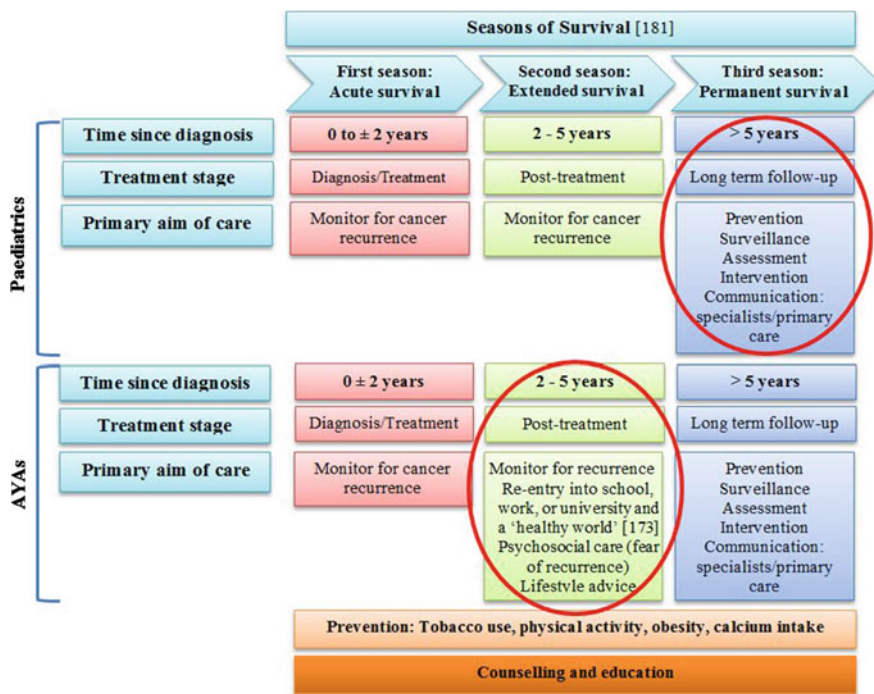 Seasons of Survival [181]
First season:
Acute survival
Second season:
Extended survival
Third season:
Permanent survival
Paediatrics
Time since diagnosis
0 to ± 2 years
2 - 5 years
> 5 years
Treatment stage
Diagnosis/Treatment
Post-treatment
Long term follow-up
Primary aim of care
Monitor for cancer
recurrence
Monitor for cancer
recurrence
Prevention
Surveillance
Assessment
Intervention
Communication:
specialists/primary
care
AYAs
Time since diagnosis
0 ± 2 years
2 - 5 years
> 5 years
Treatment stage
Diagnosis/Treatment
Post-treatment
Long term follow-up
Primary aim of care
Monitor for cancer
recurrence
Monitor for recurrence
Re-entry into school,
work, or university and
a ‘healthy world’ [173]
Psychosocial care (fear
of recurrence)
Lifestyle advice
Prevention
Surveillance
Assessment
Intervention
Communication:
specialists/primary
care
Prevention: Tobacco use, physical activity, obesity, calcium intake
Counselling and education